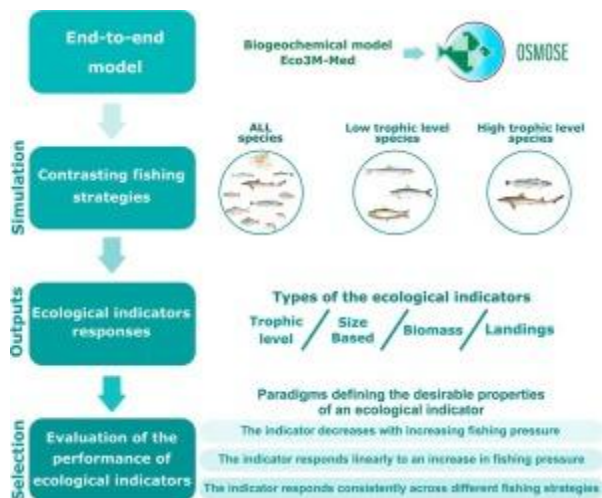 End-to-end
model
Biogeochemical model
Eco3M-Med
OSMOSE
Simulation
Contrasting fishing
strategies
ALL
species
Low trophic level
species
High trophic level
species
Outputs
Ecological indicators
responses
Types of the ecological indicators
Trophic
level
Size
Based
Biomass
Landings
Selection
Evaluation of the
performance of
ecological indicators
Paradigms defining the desirable properties
of an ecological indicator
The indicator decreases with increasing fishing pressure
The indicator responds linearly to an increase in fishing pressure
The indicator responds consistently across different fishing strategies